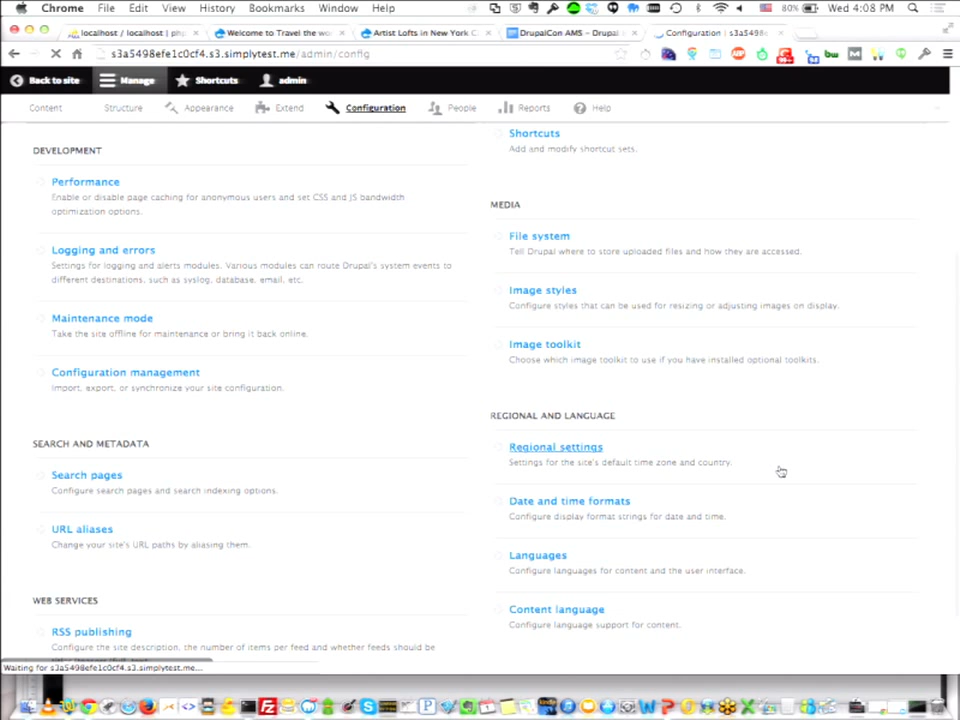 Chrome File Edit View History Bookmarks Window Help 80% Wed 4:08 PM
localhost / localhost | php Welcome to Travel the wo Artist Lofts in New York C DrupalCon AMS - Drupal Configuration | s3a5498e
s3a5498efe1c0cf4.s3.simplytest.me/admin/config
Back to site Manage Shortcuts admin
Content Structure Appearance Extend Configuration People Reports Help
Shortcuts
Add and modify shortcut sets.
DEVELOPMENT
Performance
Enable or disable page caching for anonymous users and set CSS and JS bandwidth
optimization options.
Logging and errors
Settings for logging and alerts modules. Various modules can route Drupal's system events to
different destinations, such as syslog, database, email, etc.
Maintenance mode
Take the site offline for maintenance or bring it back online.
Configuration management
Import, export, or synchronize your site configuration.
SEARCH AND METADATA
Search pages
Configure search pages and search indexing options.
URL aliases
Change your site's URL paths by aliasing them.
WEB SERVICES
RSS publishing
Configure the site description, the number of items per feed and whether feeds should be
MEDIA
File system
Tell Drupal where to store uploaded files and how they are accessed.
Image styles
Configure styles that can be used for resizing or adjusting images on display.
Image toolkit
Choose which image toolkit to use if you have installed optional toolkits.
REGIONAL AND LANGUAGE
Regional settings
Settings for the site's default time zone and country.
Date and time formats
Configure display format strings for date and time.
Languages
Configure languages for content and the user interface.
Content language
Configure language support for content.
Waiting for s3a5498efe1c0cf4.s3.simplytest.me...